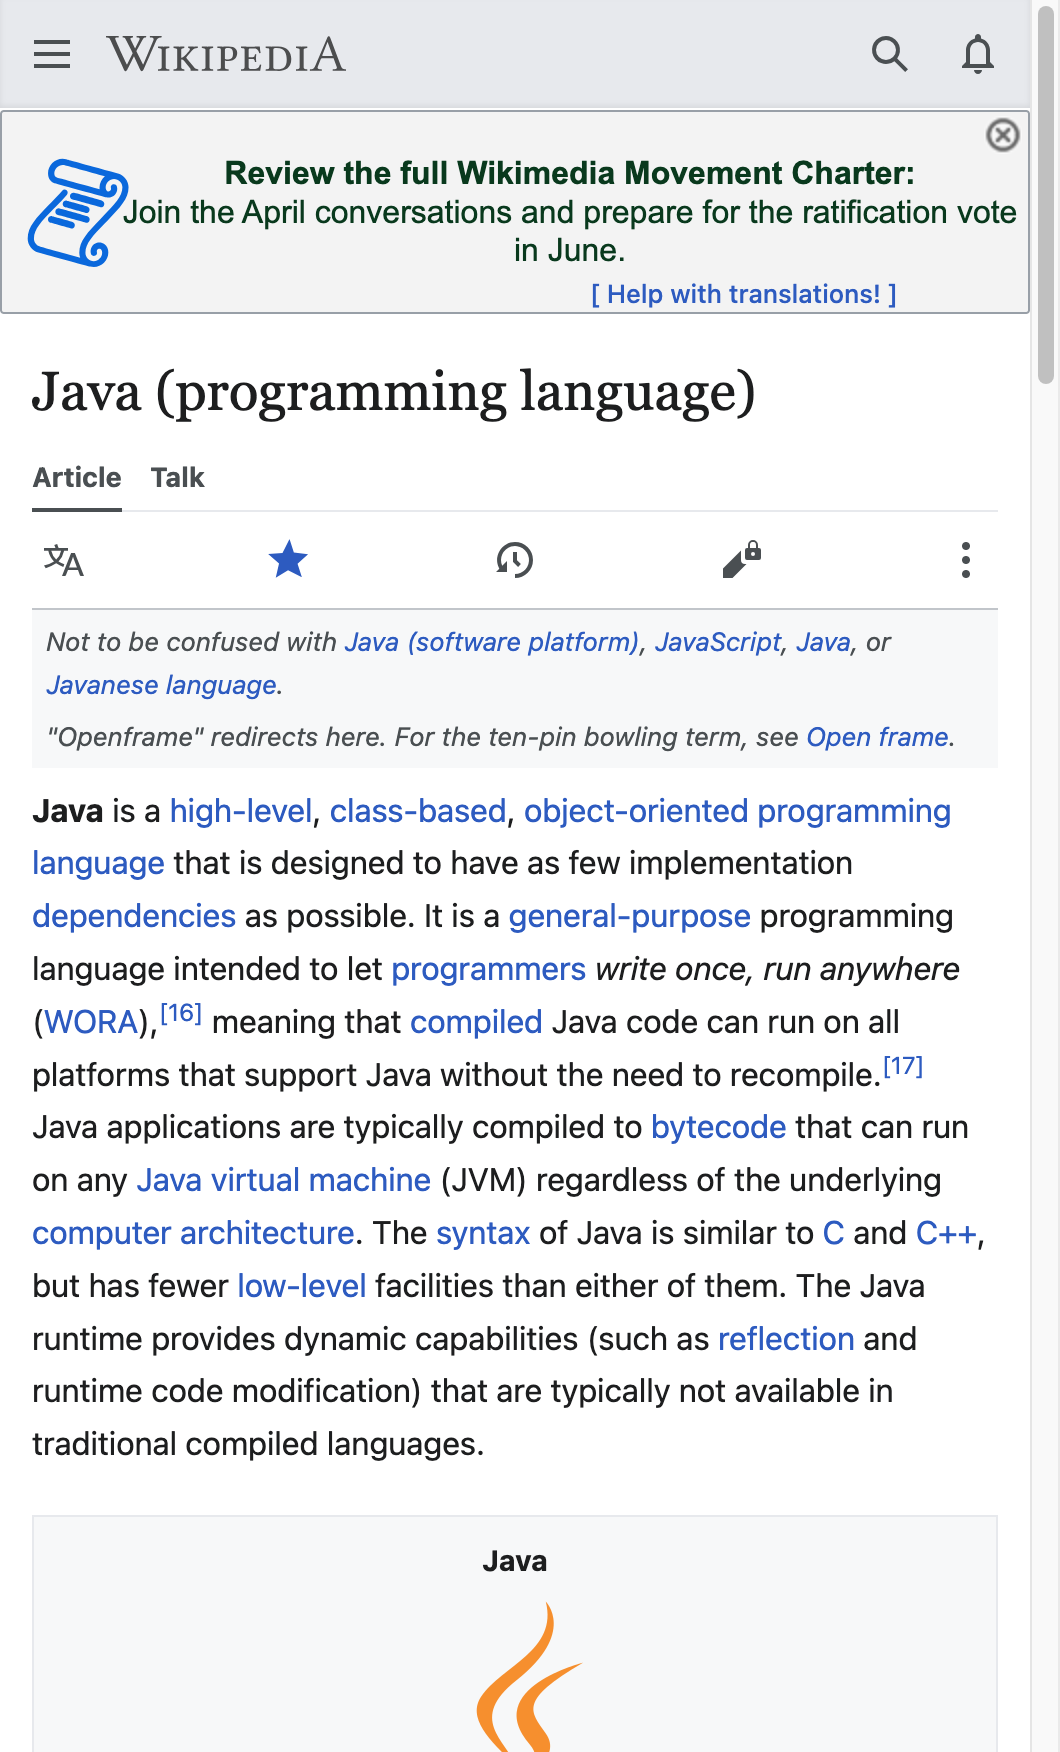 WIKIPEDIA
Review the full Wikimedia Movement Charter:
Join the April conversations and prepare for the ratification vote
in June.
[ Help with translations! ]
Java (programming language)
Article Talk
文A
Not to be confused with Java (software platform), JavaScript, Java, or
Javanese language.
"Openframe" redirects here. For the ten-pin bowling term, see Open frame.
Java is a high-level, class-based, object-oriented programming
language that is designed to have as few implementation
dependencies as possible. It is a general-purpose programming
language intended to let programmers write once, run anywhere
(WORA),[16] meaning that compiled Java code can run on all
platforms that support Java without the need to recompile.[17]
Java applications are typically compiled to bytecode that can run
on any Java virtual machine (JVM) regardless of the underlying
computer architecture. The syntax of Java is similar to C and C++,
but has fewer low-level facilities than either of them. The Java
runtime provides dynamic capabilities (such as reflection and
runtime code modification) that are typically not available in
traditional compiled languages.
Java